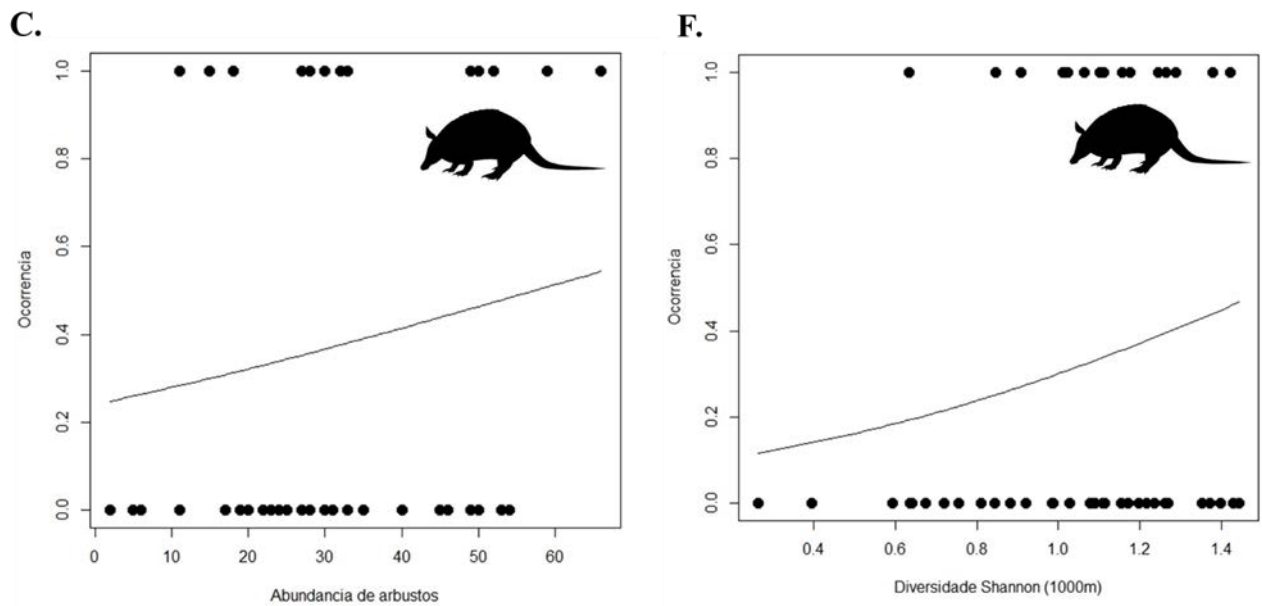 C.
1.0
0.8
0.6
0.4
0.2
0.0
Ocorrencia
0 10 20 30 40 50 60
Abundancia de arbustos
F.
1.0
0.8
0.6
0.4
0.2
0.0
Ocorrencia
0.4 0.6 0.8 1.0 1.2 1.4
Diversidade Shannon (1000m)